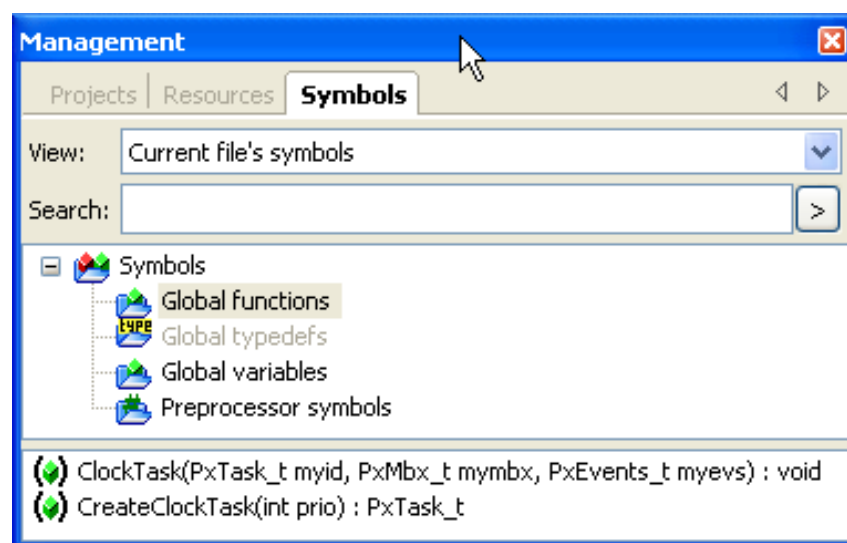 Management
Projects Resources Symbols
View: Current file's symbols
Search: >
Symbols
Global functions
type Global typedefs
Global variables
Preprocessor symbols
ClockTask(PxTask_t myid, PxMbx_t mymbx, PxEvents_t myevs) : void
CreateClockTask(int prio) : PxTask_t